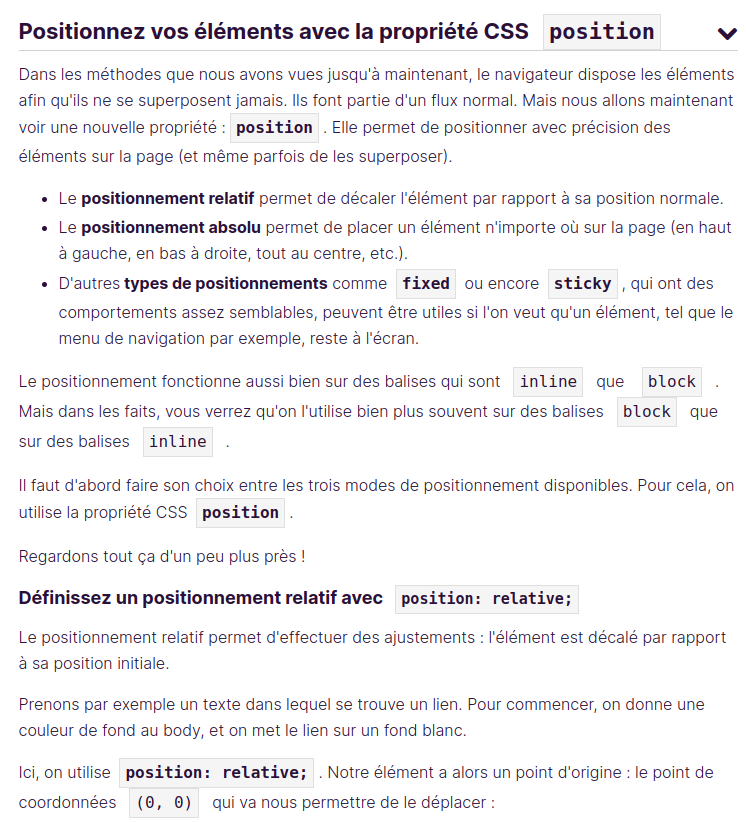 Positionnez vos éléments avec la propriété CSS position
Dans les méthodes que nous avons vues jusqu'à maintenant, le navigateur dispose les éléments
afin qu'ils ne se superposent jamais. Ils font partie d'un flux normal. Mais nous allons maintenant
voir une nouvelle propriété : position . Elle permet de positionner avec précision des
éléments sur la page (et même parfois de les superposer).
• Le positionnement relatif permet de décaler l'élément par rapport à sa position normale.
• Le positionnement absolu permet de placer un élément n'importe où sur la page (en haut
à gauche, en bas à droite, tout au centre, etc.).
• D'autres types de positionnements comme fixed ou encore sticky , qui ont des
comportements assez semblables, peuvent être utiles si l'on veut qu'un élément, tel que le
menu de navigation par exemple, reste à l'écran.
Le positionnement fonctionne aussi bien sur des balises qui sont inline que block .
Mais dans les faits, vous verrez qu'on l'utilise bien plus souvent sur des balises block que
sur des balises inline .
Il faut d'abord faire son choix entre les trois modes de positionnement disponibles. Pour cela, on
utilise la propriété CSS position .
Regardons tout ça d'un peu plus près !
Définissez un positionnement relatif avec position: relative;
Le positionnement relatif permet d'effectuer des ajustements : l'élément est décalé par rapport
à sa position initiale.
Prenons par exemple un texte dans lequel se trouve un lien. Pour commencer, on donne une
couleur de fond au body, et on met le lien sur un fond blanc.
Ici, on utilise position: relative; . Notre élément a alors un point d'origine : le point de
coordonnées (0, 0) qui va nous permettre de le déplacer :